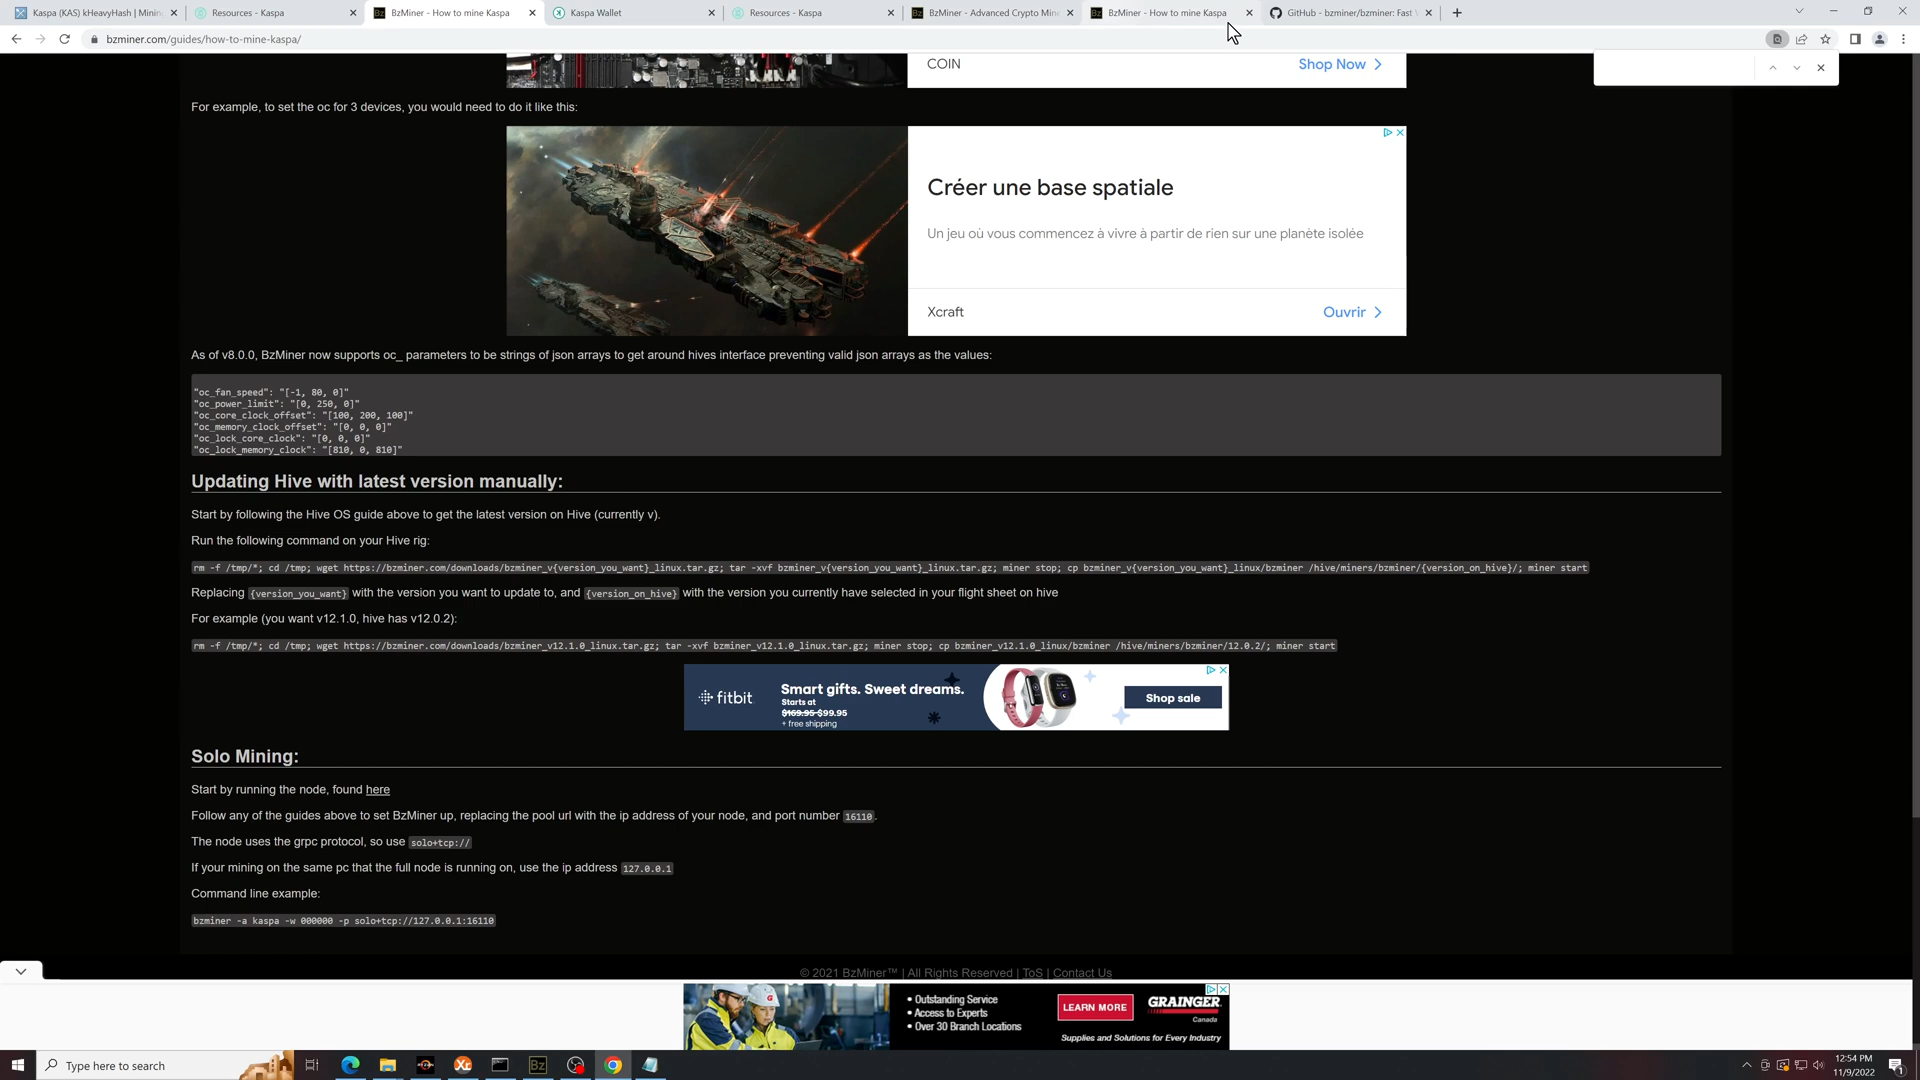 Kaspa (KAS) kHeavyHash | Minin
Resources - Kaspa
BzMiner - How to mine Kaspa
Kaspa Wallet
Resources - Kaspa
BzMiner - Advanced Crypto Mine
BzMiner - How to mine Kaspa
GitHub - bzminer/bzminer: Fast
bzminer.com/guides/how-to-mine-kaspa/
COIN
Shop Now
For example, to set the oc for 3 devices, you would need to do it like this:
Créer une base spatiale
Un jeu où vous commencez à vivre à partir de rien sur une planète isolée
Xcraft
Ouvrir
As of v8.0.0, BzMiner now supports oc_ parameters to be strings of json arrays to get around hives interface preventing valid json arrays as the values:
"oc_fan_speed": "[-1, 80, 0]"
"oc_power_limit": "[0, 250, 0]"
"oc_core_clock_offset": "[100, 200, 100]"
"oc_memory_clock_offset": "[0, 0, 0]"
"oc_lock_core_clock": "[0, 0, 0]"
"oc_lock_memory_clock": "[810, 0, 810]"
Updating Hive with latest version manually:
Start by following the Hive OS guide above to get the latest version on Hive (currently v).
Run the following command on your Hive rig:
rm -f /tmp/*; cd /tmp; wget https://bzminer.com/downloads/bzminer_v{version_you_want}_linux.tar.gz; tar -xvf bzminer_v{version_you_want}_linux.tar.gz; miner stop; cp bzminer_v{version_you_want}_linux/bzminer /hive/miners/bzminer/{version_on_hive}/; miner start
Replacing {version_you_want} with the version you want to update to, and {version_on_hive} with the version you currently have selected in your flight sheet on hive
For example (you want v12.1.0, hive has v12.0.2):
rm -f /tmp/*; cd /tmp; wget https://bzminer.com/downloads/bzminer_v12.1.0_linux.tar.gz; tar -xvf bzminer_v12.1.0_linux.tar.gz; miner stop; cp bzminer_v12.1.0_linux/bzminer /hive/miners/bzminer/12.0.2/; miner start
fitbit
Smart gifts. Sweet dreams.
Starts at
$169.95 $99.95
+ free shipping
Shop sale
Solo Mining:
Start by running the node, found here
Follow any of the guides above to set BzMiner up, replacing the pool url with the ip address of your node, and port number 16110.
The node uses the grpc protocol, so use solo+tcp://
If your mining on the same pc that the full node is running on, use the ip address 127.0.0.1
Command line example:
bzminer -a kaspa -w 000000 -p solo+tcp://127.0.0.1:16110
© 2021 BzMiner™ | All Rights Reserved | ToS | Contact Us
• Outstanding Service
• Access to Experts
• Over 30 Branch Locations
LEARN MORE
GRAINGER
Canada
Supplies and Solutions for Every Industry
Type here to search
12:54 PM
11/9/2022